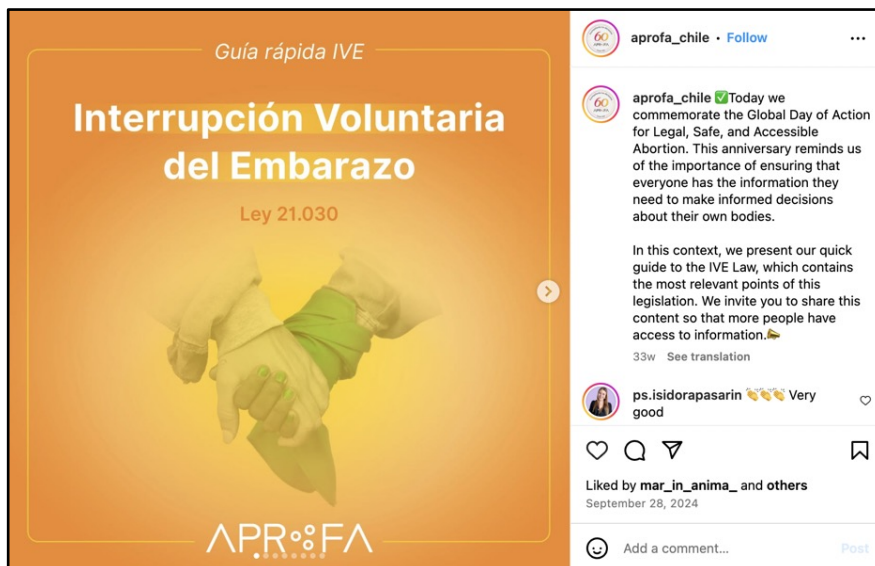 Guía rápida IVE
Interrupción Voluntaria
del Embarazo
Ley 21.030
APROFA
aprofa_chile • Follow
aprofa_chile ✅Today we
commemorate the Global Day of Action
for Legal, Safe, and Accessible
Abortion. This anniversary reminds us
of the importance of ensuring that
everyone has the information they
need to make informed decisions
about their own bodies.
In this context, we present our quick
guide to the IVE Law, which contains
the most relevant points of this
legislation. We invite you to share this
content so that more people have
access to information.📣
33w See translation
ps.isidorapasarin 👏👏👏 Very
good
Liked by mar_in_anima_ and others
September 28, 2024
Add a comment...
Post